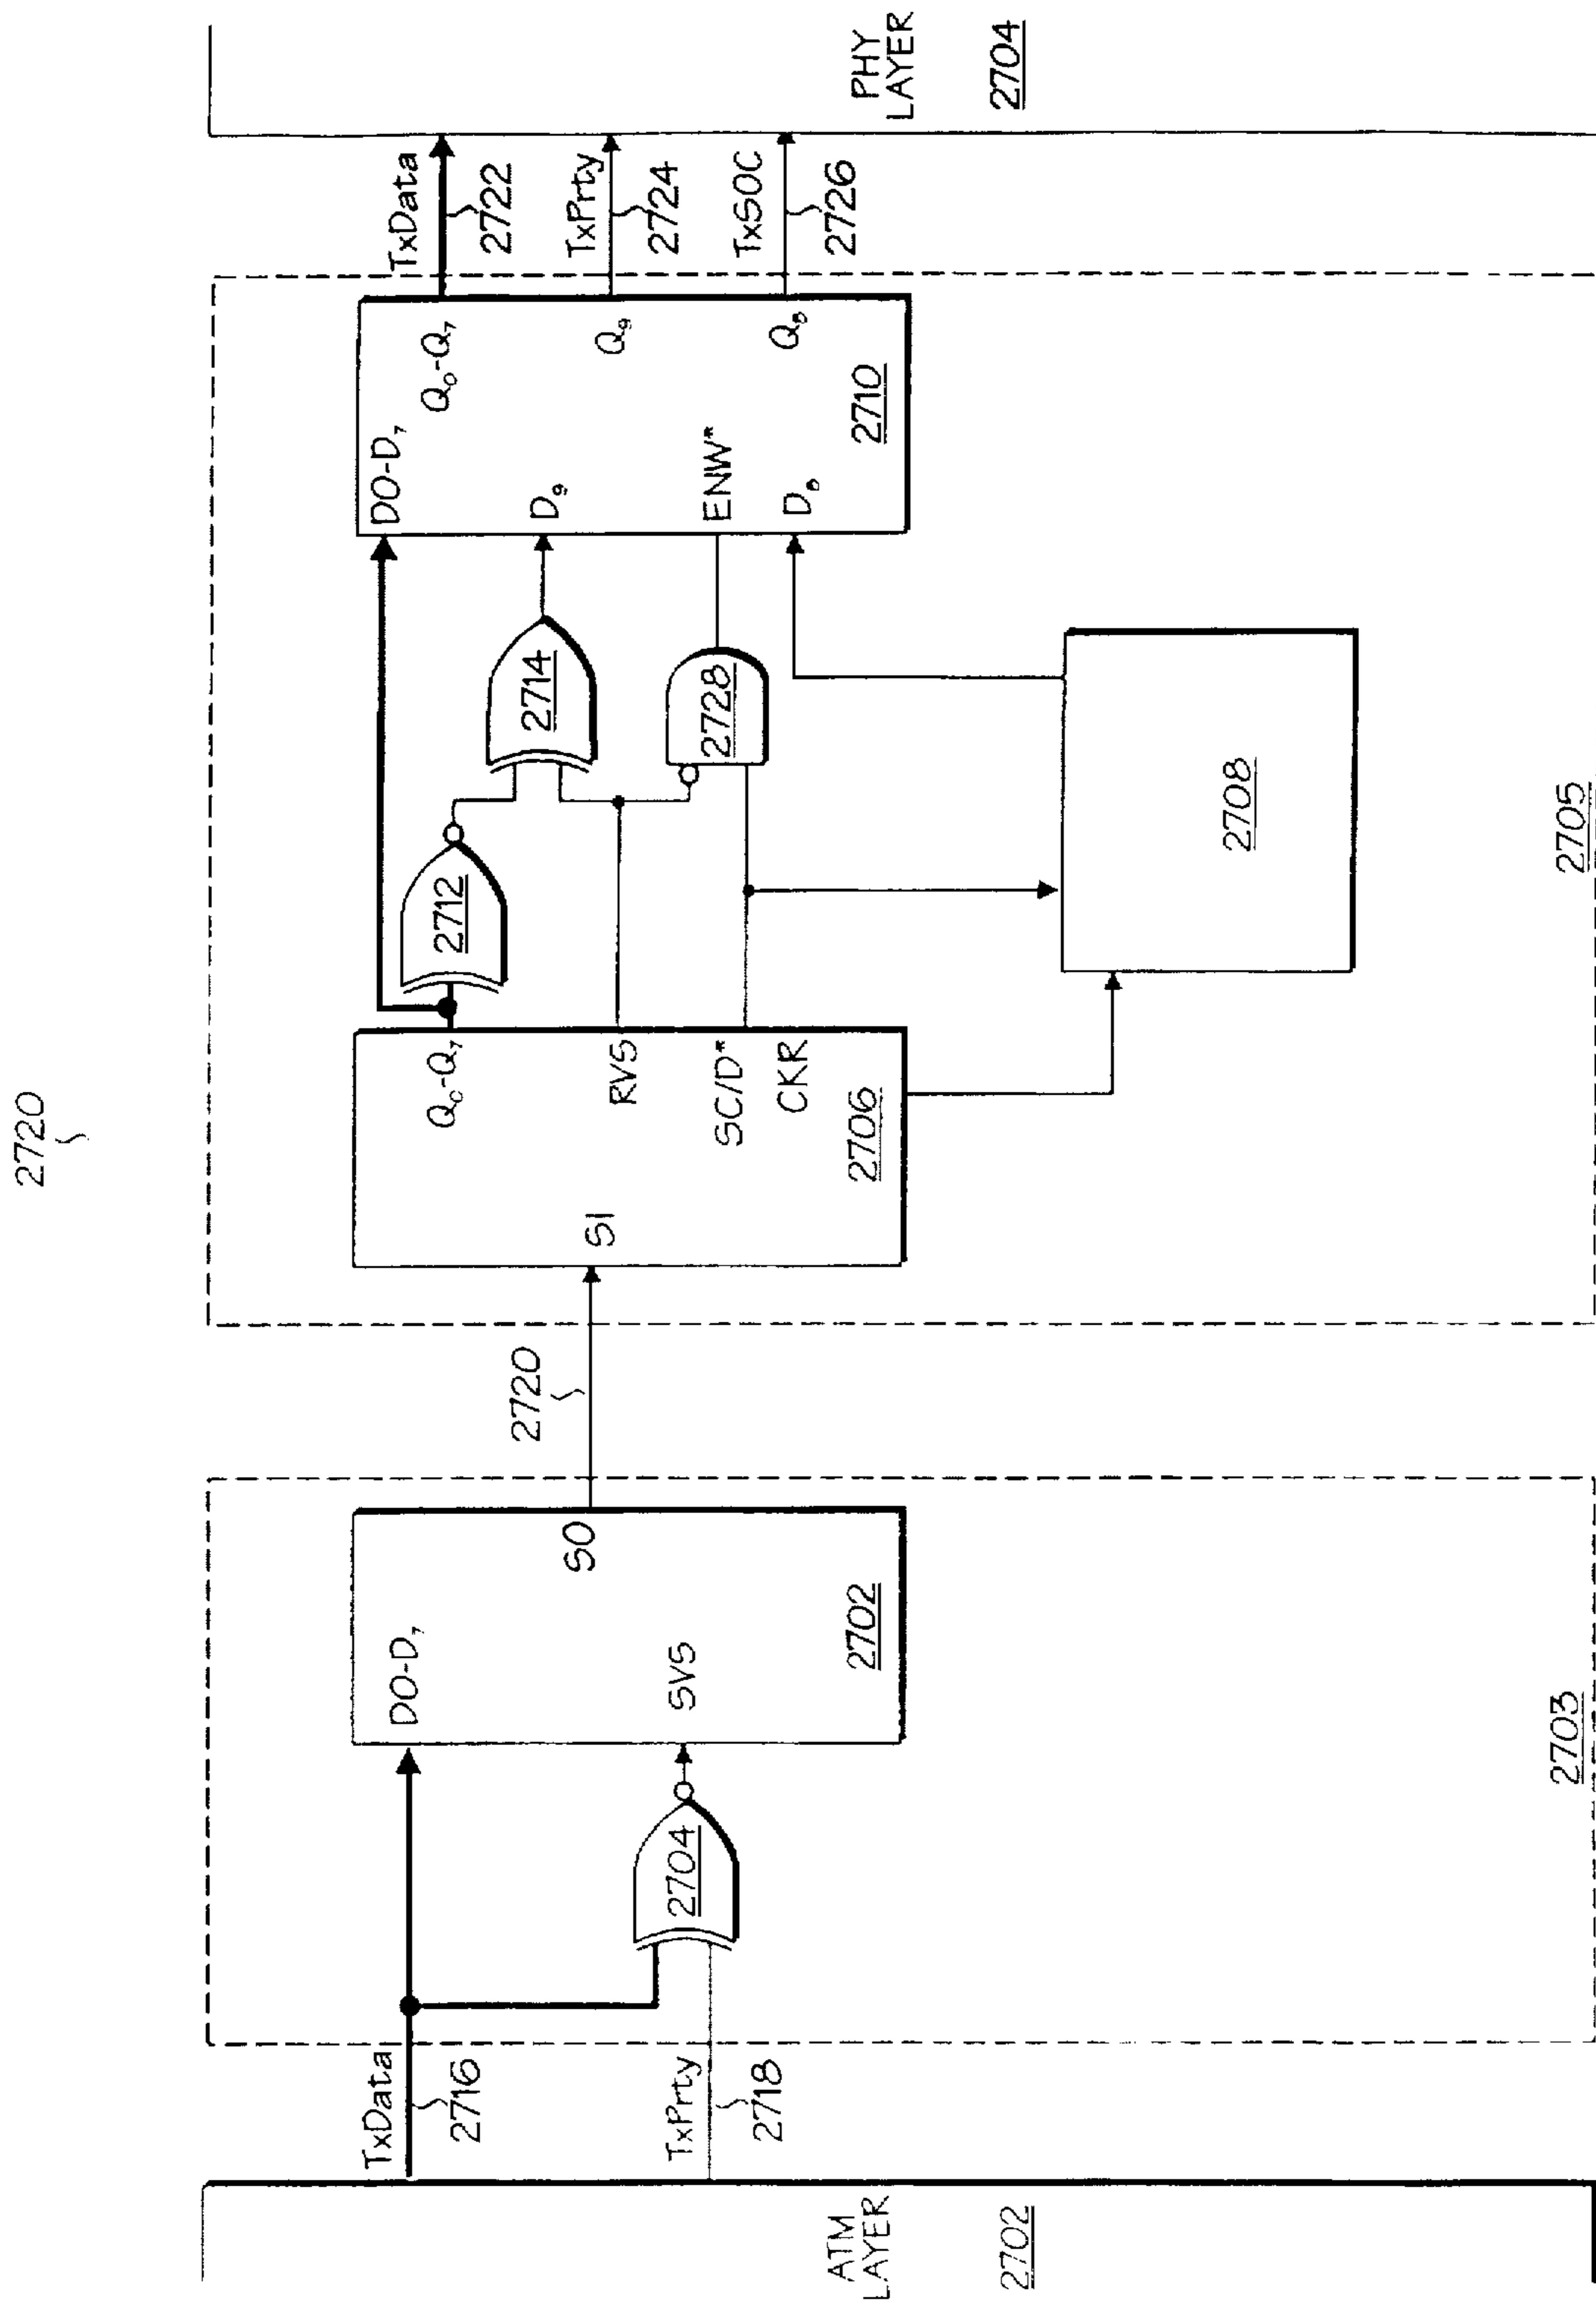 2720
ATM
LAYER
2702
TxData
2716
TxPrty
2718
2704
2703
DO-D₇
SVS
SO
2702
2720
SI
Q₀-Q₇
RVS
SC/D*
CKR
2706
2712
2714
2728
2708
2705
DO-D₇
D₉
ENW*
D₈
Q₀-Q₇
Q₉
Q₈
2710
TxData
2722
TxPrty
2724
TxSOC
2726
PHY
LAYER
2704